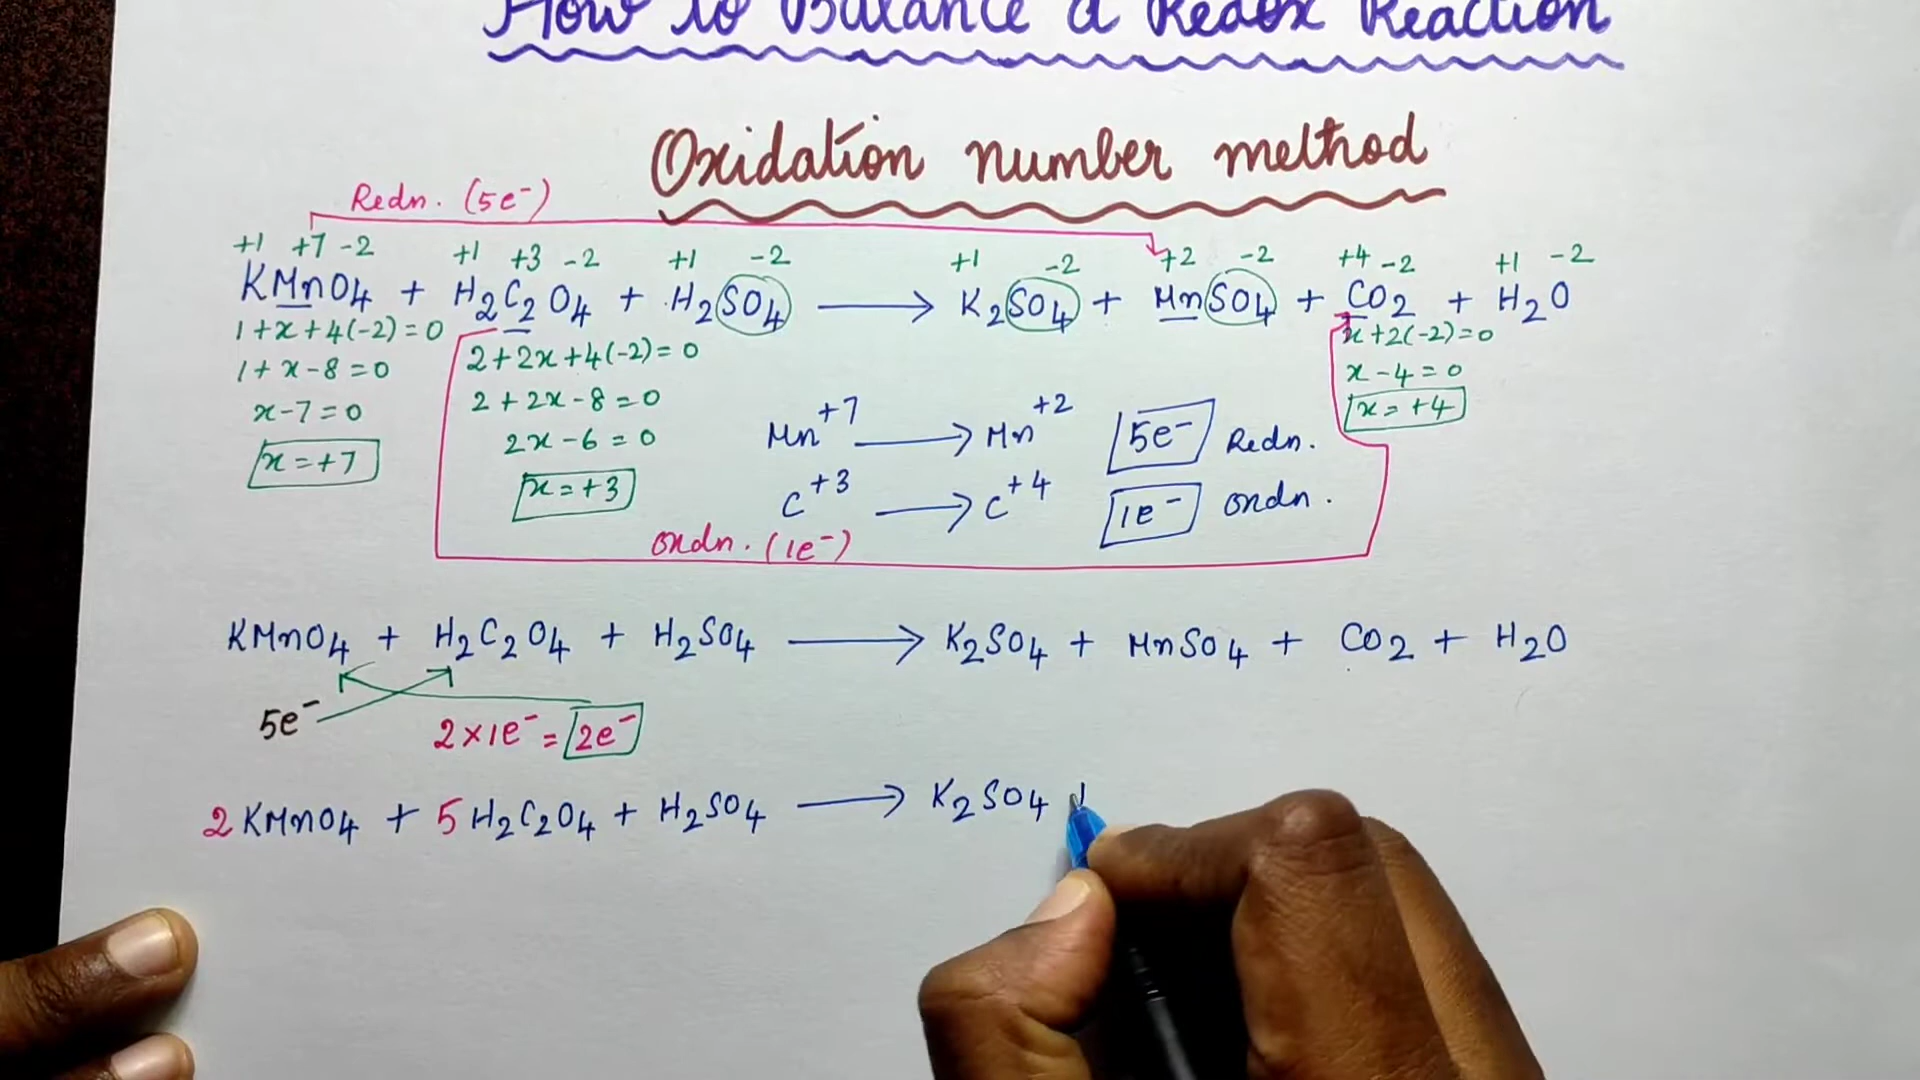 How to Balance a Redox Reaction
Oxidation number method
Redn. (5e⁻)
+1 +7 -2 +1 +3 -2 +1 -2 +1 -2 +2 -2 +4 -2 +1 -2
KMnO₄ + H₂C₂O₄ + H₂SO₄ ⟶ K₂SO₄ + MnSO₄ + CO₂ + H₂O
1+x+4(-2)=0
1+x-8=0
x-7=0
x=+7
2+2x+4(-2)=0
2+2x-8=0
2x-6=0
x=+3
x+2(-2)=0
x-4=0
x=+4
Mn⁺⁷ ⟶ Mn⁺² 5e⁻ Redn.
C⁺³ ⟶ C⁺⁴ 1e⁻ Oxdn.
Oxdn. (1e⁻)
KMnO₄ + H₂C₂O₄ + H₂SO₄ ⟶ K₂SO₄ + MnSO₄ + CO₂ + H₂O
5e⁻ 2×1e⁻ = 2e⁻
2KMnO₄ + 5H₂C₂O₄ + H₂SO₄ ⟶ K₂SO₄